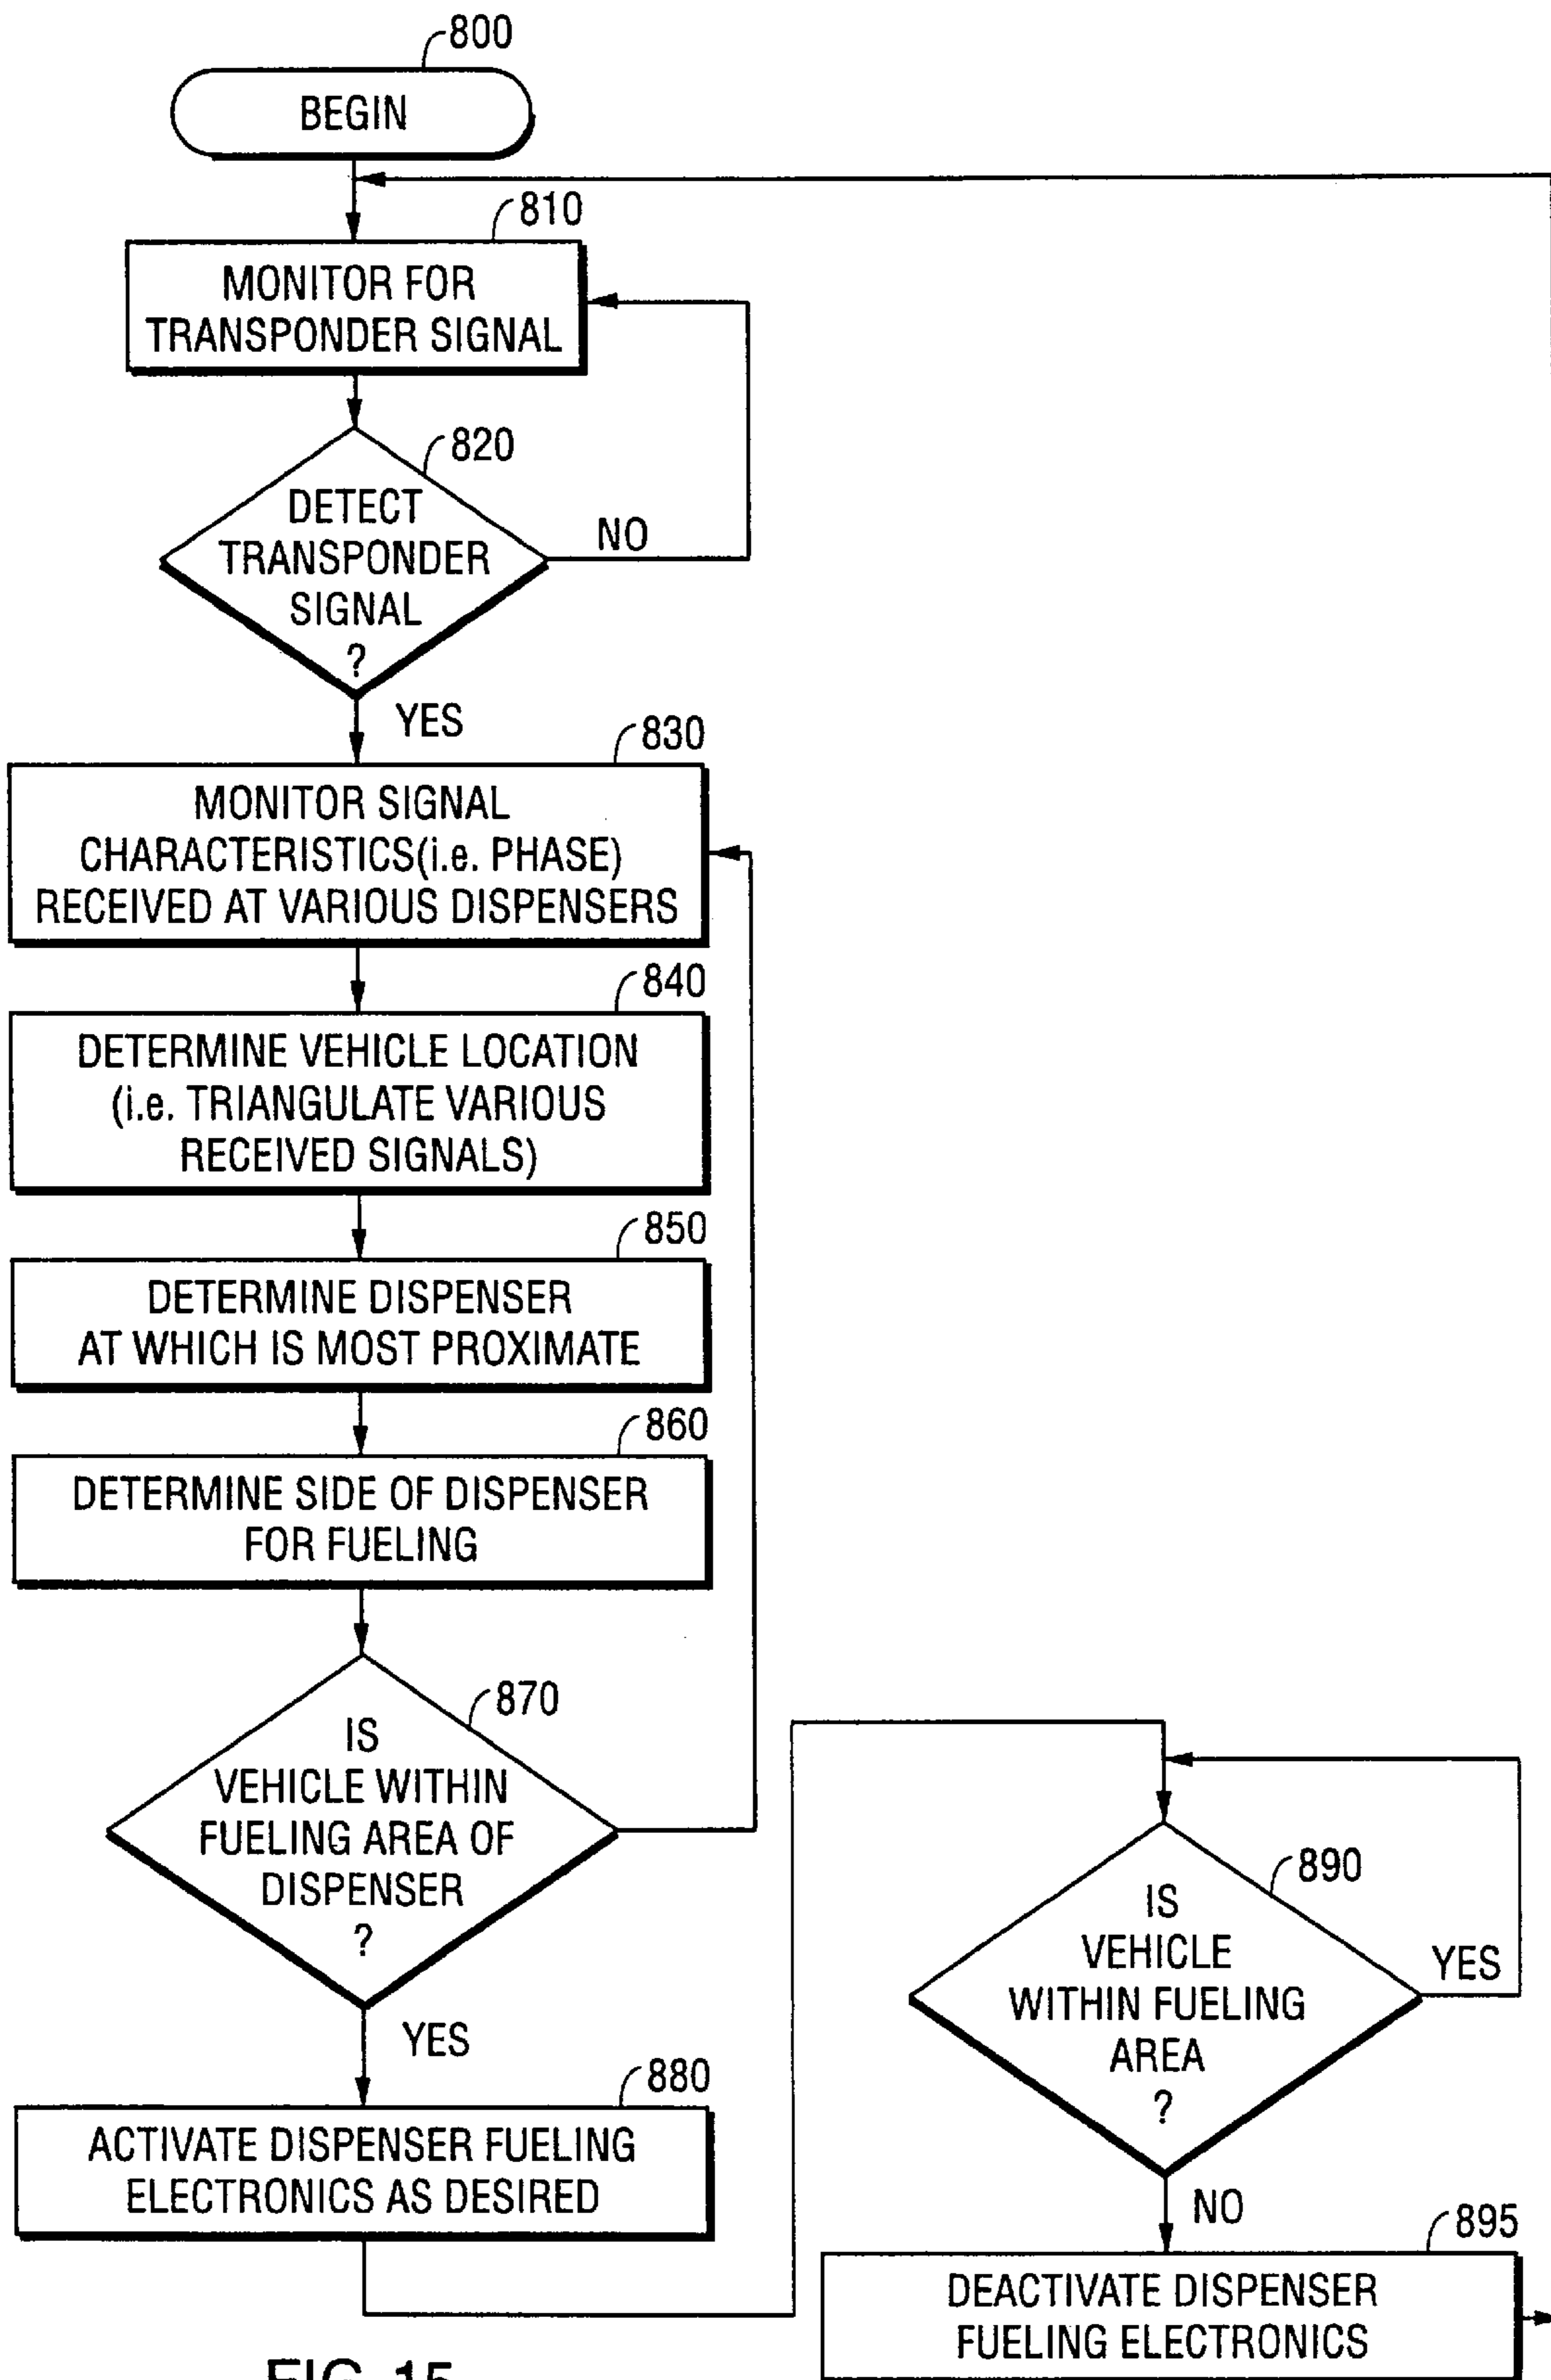 800
BEGIN
810
MONITOR FOR
TRANSPONDER SIGNAL
820
DETECT
TRANSPONDER
SIGNAL
?
NO
YES
830
MONITOR SIGNAL
CHARACTERISTICS(i.e. PHASE)
RECEIVED AT VARIOUS DISPENSERS
840
DETERMINE VEHICLE LOCATION
(i.e. TRIANGULATE VARIOUS
RECEIVED SIGNALS)
850
DETERMINE DISPENSER
AT WHICH IS MOST PROXIMATE
860
DETERMINE SIDE OF DISPENSER
FOR FUELING
870
IS
VEHICLE WITHIN
FUELING AREA OF
DISPENSER
?
YES
880
ACTIVATE DISPENSER FUELING
ELECTRONICS AS DESIRED
890
IS
VEHICLE
WITHIN FUELING
AREA
?
YES
NO
895
DEACTIVATE DISPENSER
FUELING ELECTRONICS
FIG. 15